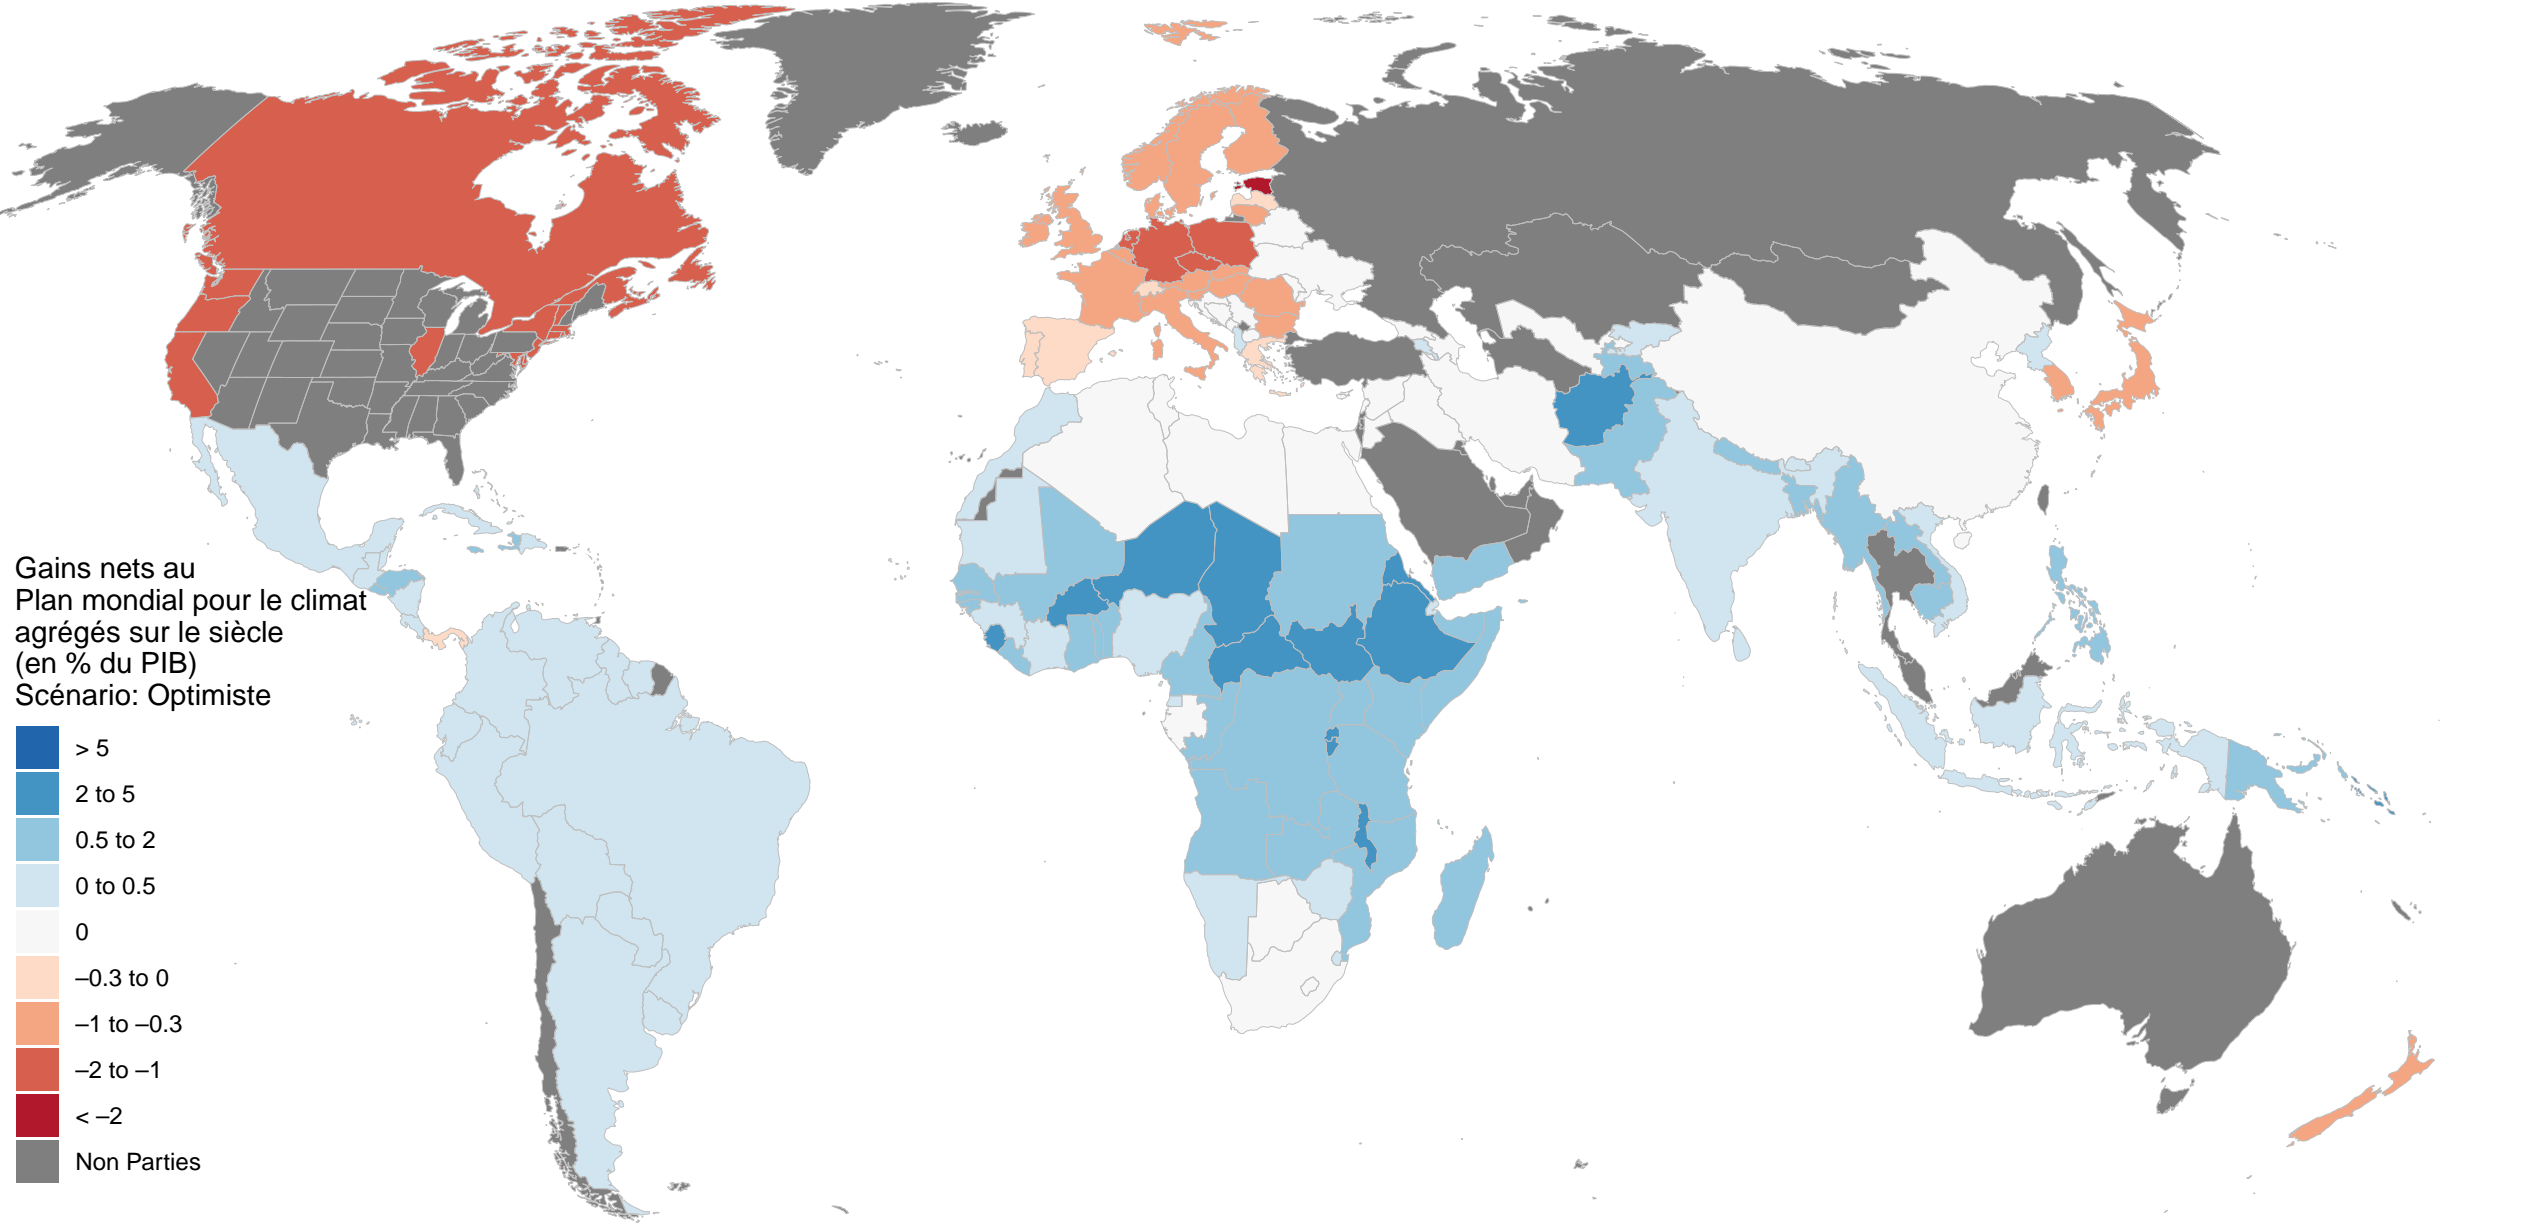 Gains nets au
Plan mondial pour le climat
agrégés sur le siècle
(en % du PIB)
Scénario: Optimiste
> 5
2 to 5
0.5 to 2
0 to 0.5
0
–0.3 to 0
–1 to –0.3
–2 to –1
< –2
Non Parties